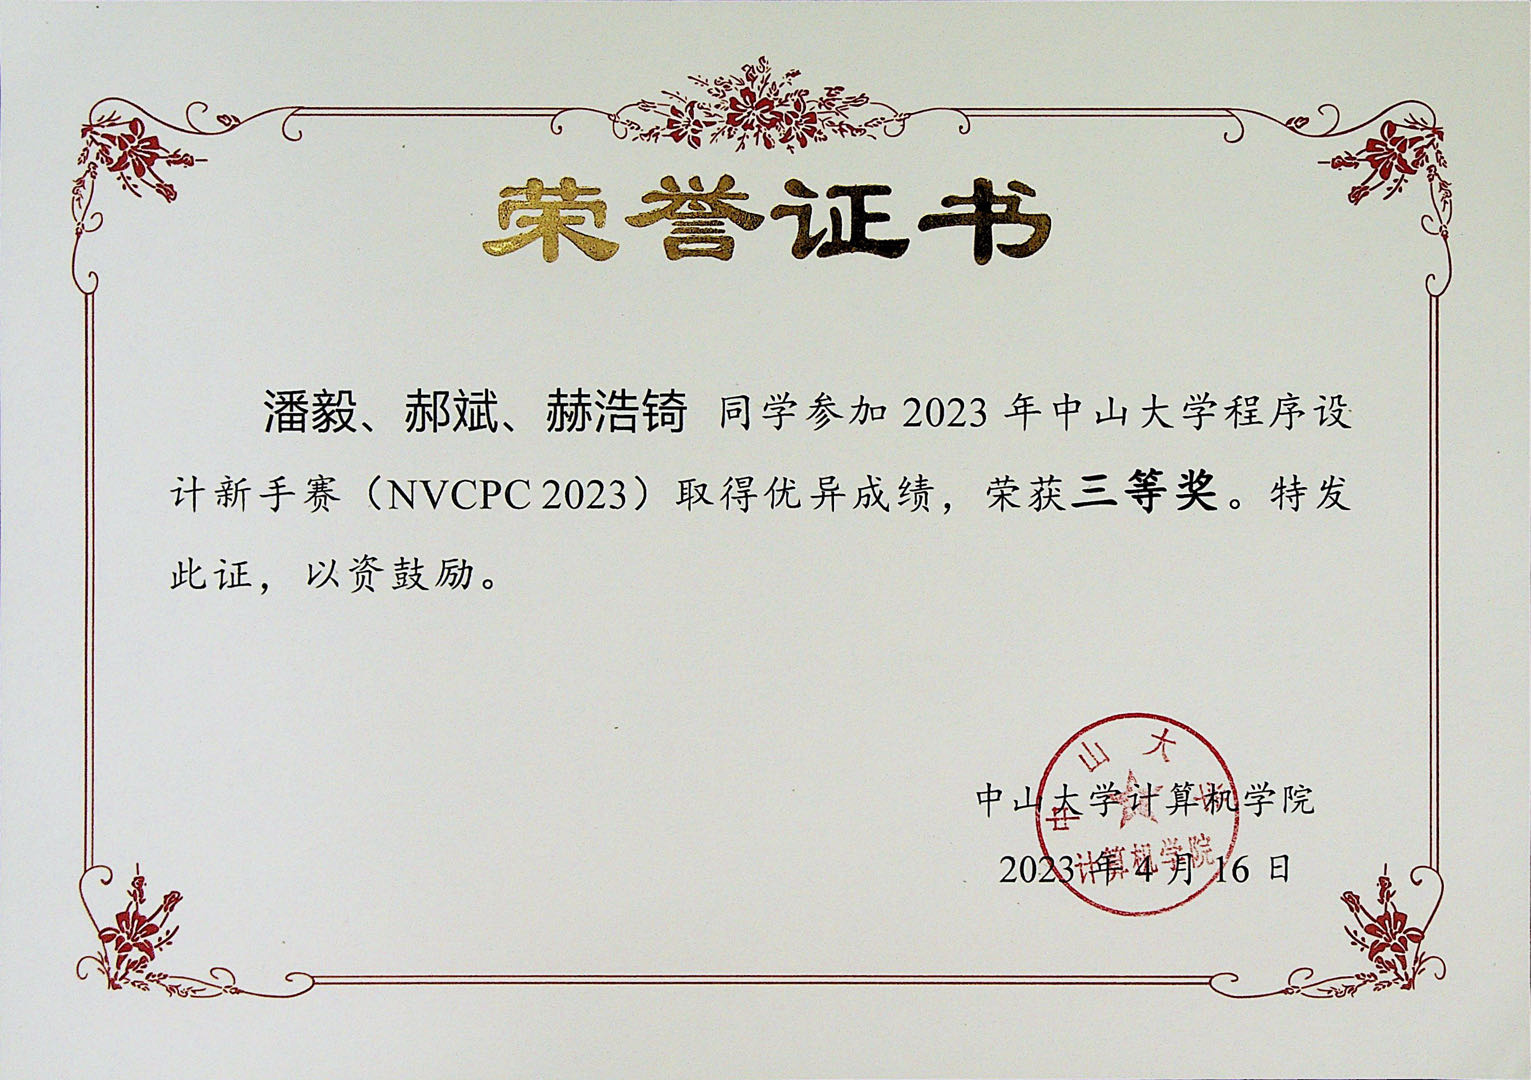 荣誉证书
潘毅、郝斌、赫浩锜 同学参加 2023 年中山大学程序设
计新手赛（NVCPC 2023）取得优异成绩，荣获三等奖。特发
此证，以资鼓励。
中山大学
中山大学计算机学院
计算机学院
2023 年 4 月 16 日